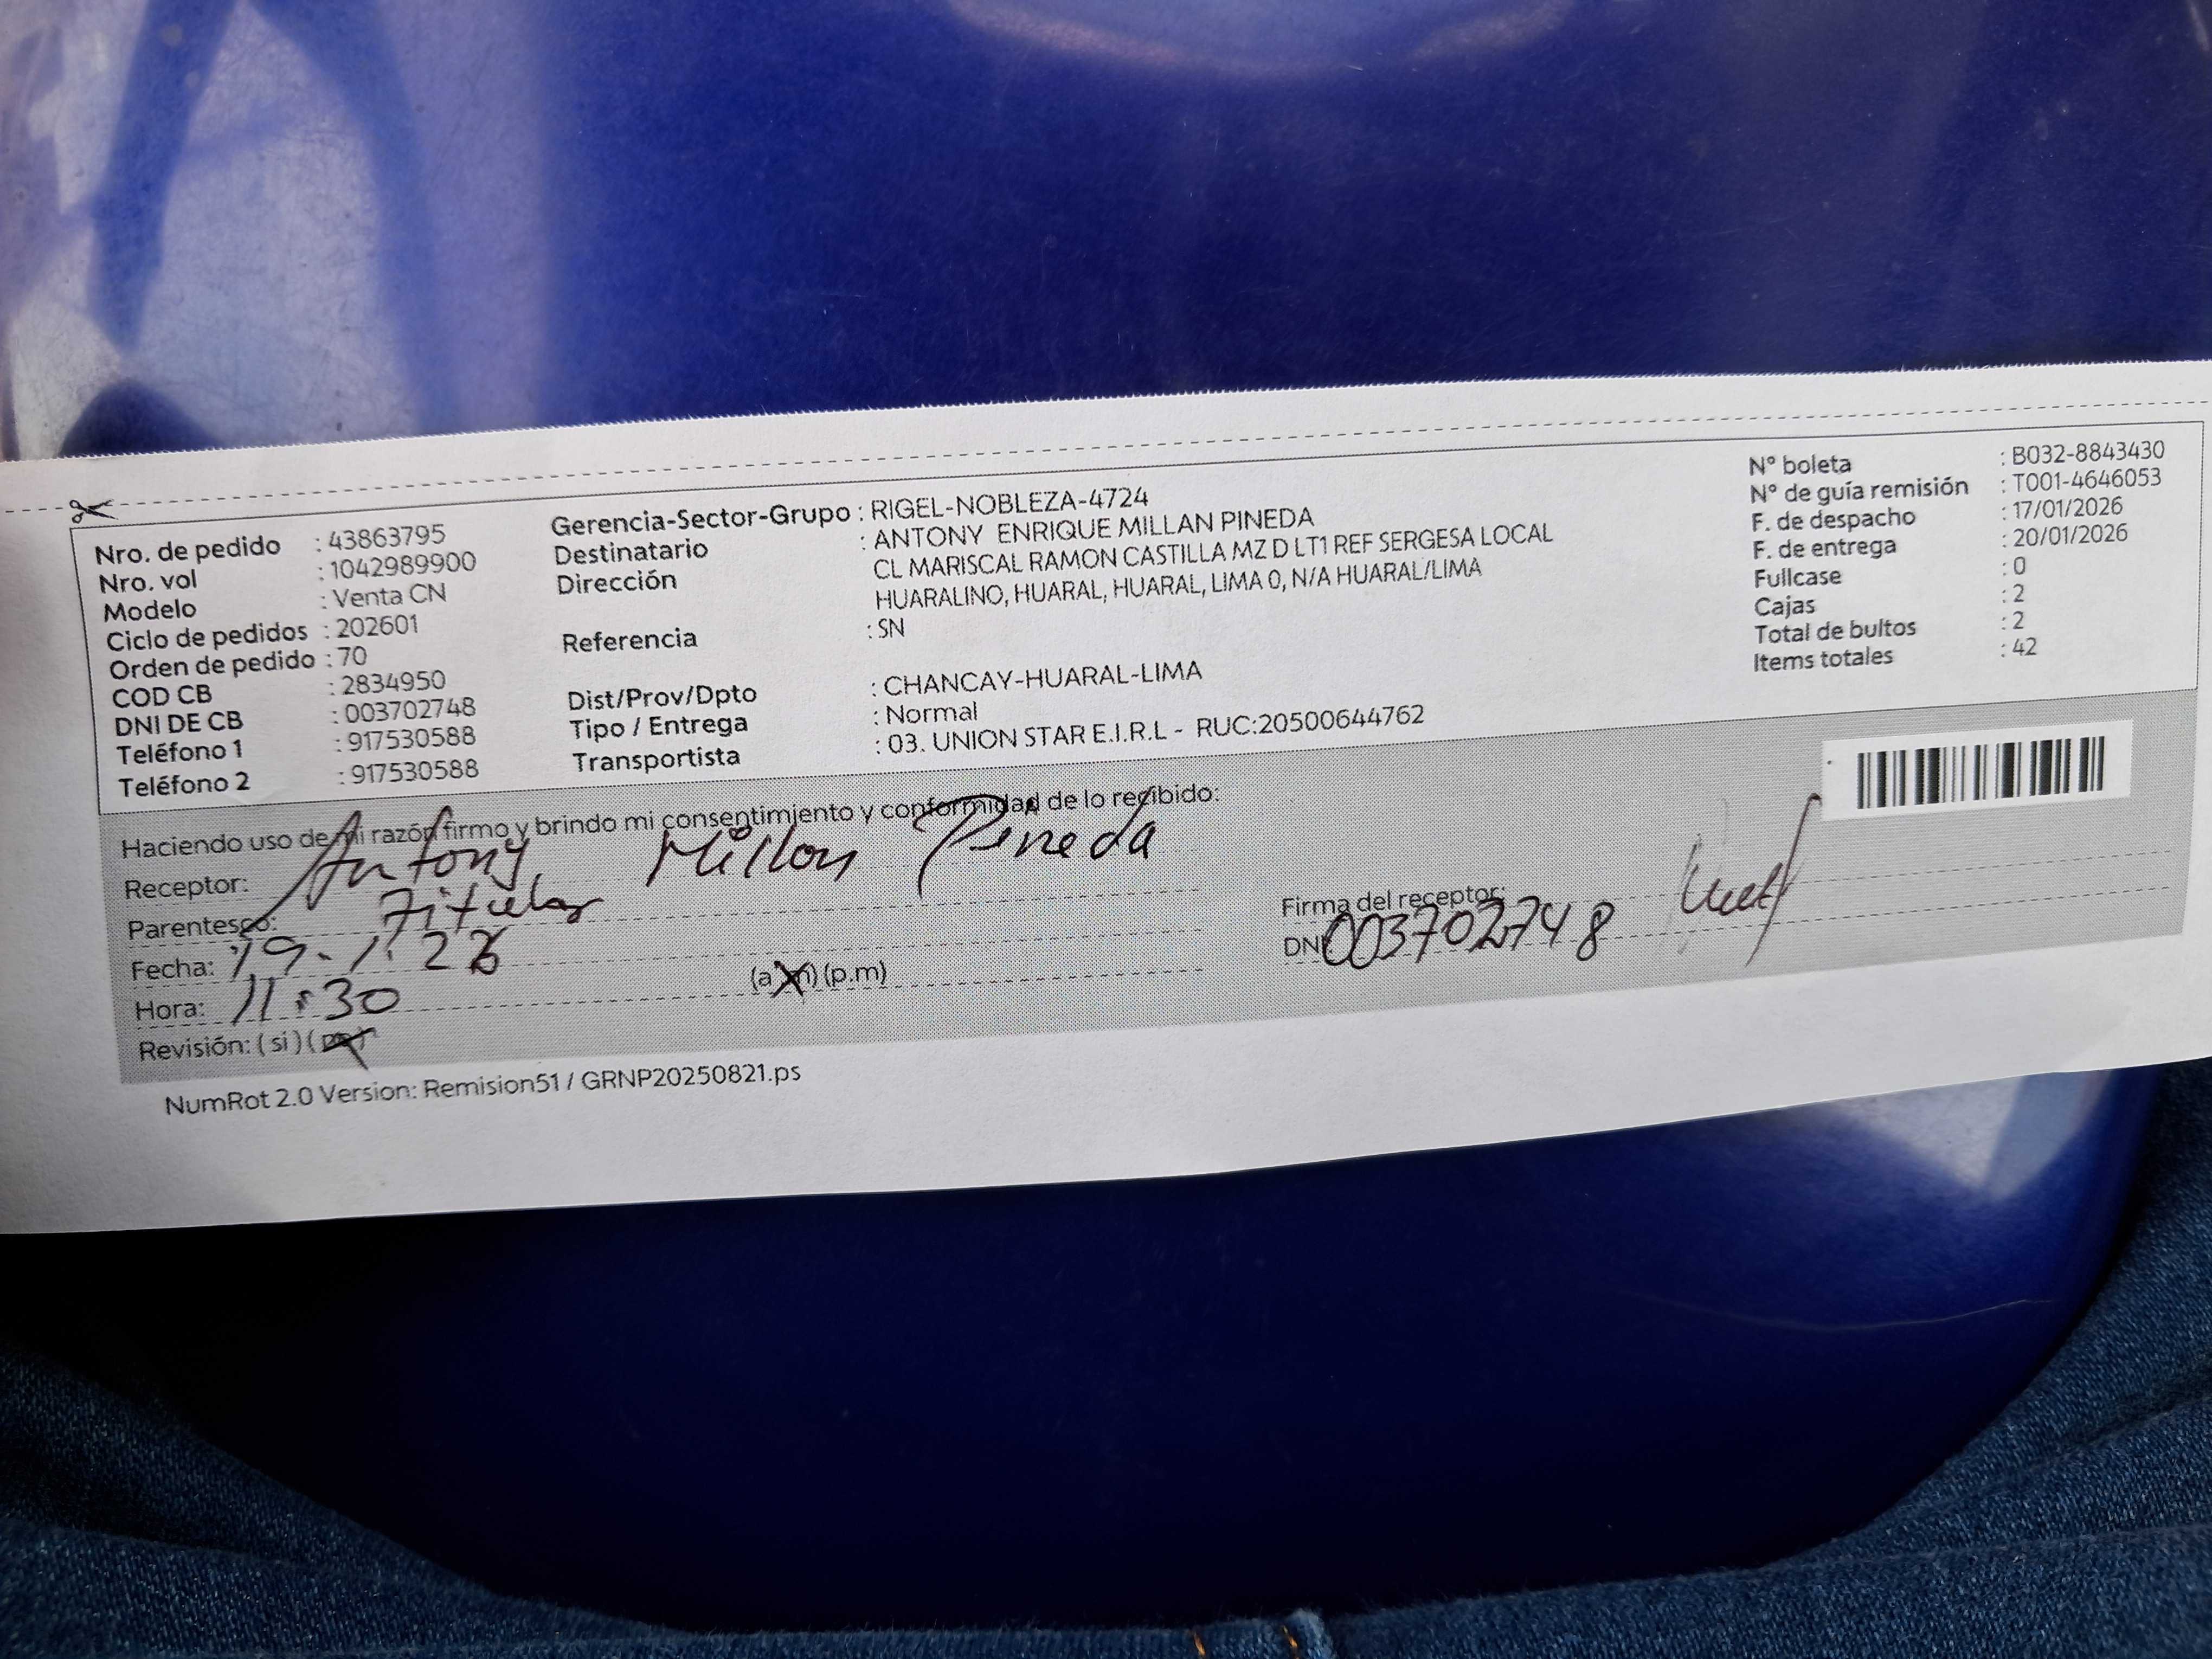 Nro. de pedido : 43863795
Nro. vol : 1042989900
Modelo : Venta CN
Ciclo de pedidos : 202601
Orden de pedido : 70
COD CB : 2834950
DNI DE CB : 003702748
Teléfono 1 : 917530588
Teléfono 2 : 917530588
Gerencia-Sector-Grupo : RIGEL-NOBLEZA-4724
Destinatario : ANTONY ENRIQUE MILLAN PINEDA
Dirección CL MARISCAL RAMON CASTILLA MZ D LT1 REF SERGESA LOCAL
HUARALINO, HUARAL, HUARAL, LIMA 0, N/A HUARAL/LIMA
Referencia : SN
Dist/Prov/Dpto : CHANCAY-HUARAL-LIMA
Tipo / Entrega : Normal
Transportista : 03. UNION STAR E.I.R.L - RUC:20500644762
N° boleta : B032-8843430
N° de guía remisión : T001-4646053
F. de despacho : 17/01/2026
F. de entrega : 20/01/2026
Fullcase : 0
Cajas : 2
Total de bultos : 2
Items totales : 42
Haciendo uso de mi razón firmo y brindo mi consentimiento y conformidad de lo recibido:
Receptor: Antony Millan Pineda
Parentesco: Titular
Fecha: 19-1-26
Hora: 11:30 (a.m) (p.m)
Revisión: (si) (no)
Firma del receptor:
DNI 003702748
NumRot 2.0 Version: Remision51 / GRNP20250821.ps